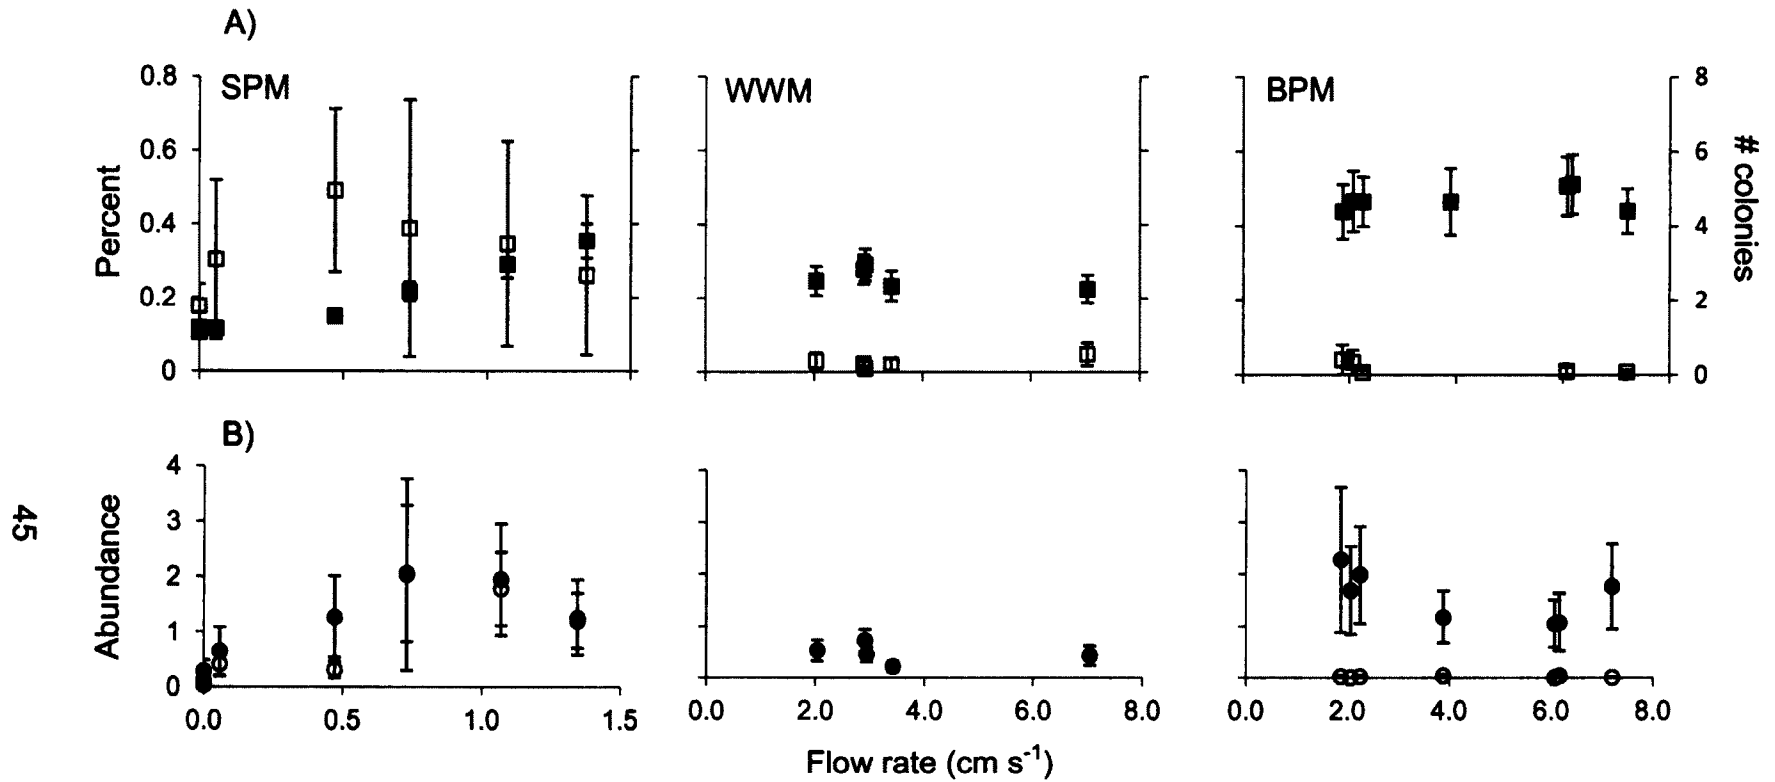 A)
SPM
WWM
BPM
0.8
0.6
0.4
0.2
0
Percent
8
6
4
2
0
# colonies
B)
4
3
2
1
0
Abundance
0.0 0.5 1.0 1.5
0.0 2.0 4.0 6.0 8.0
0.0 2.0 4.0 6.0 8.0
Flow rate (cm s-1)
45